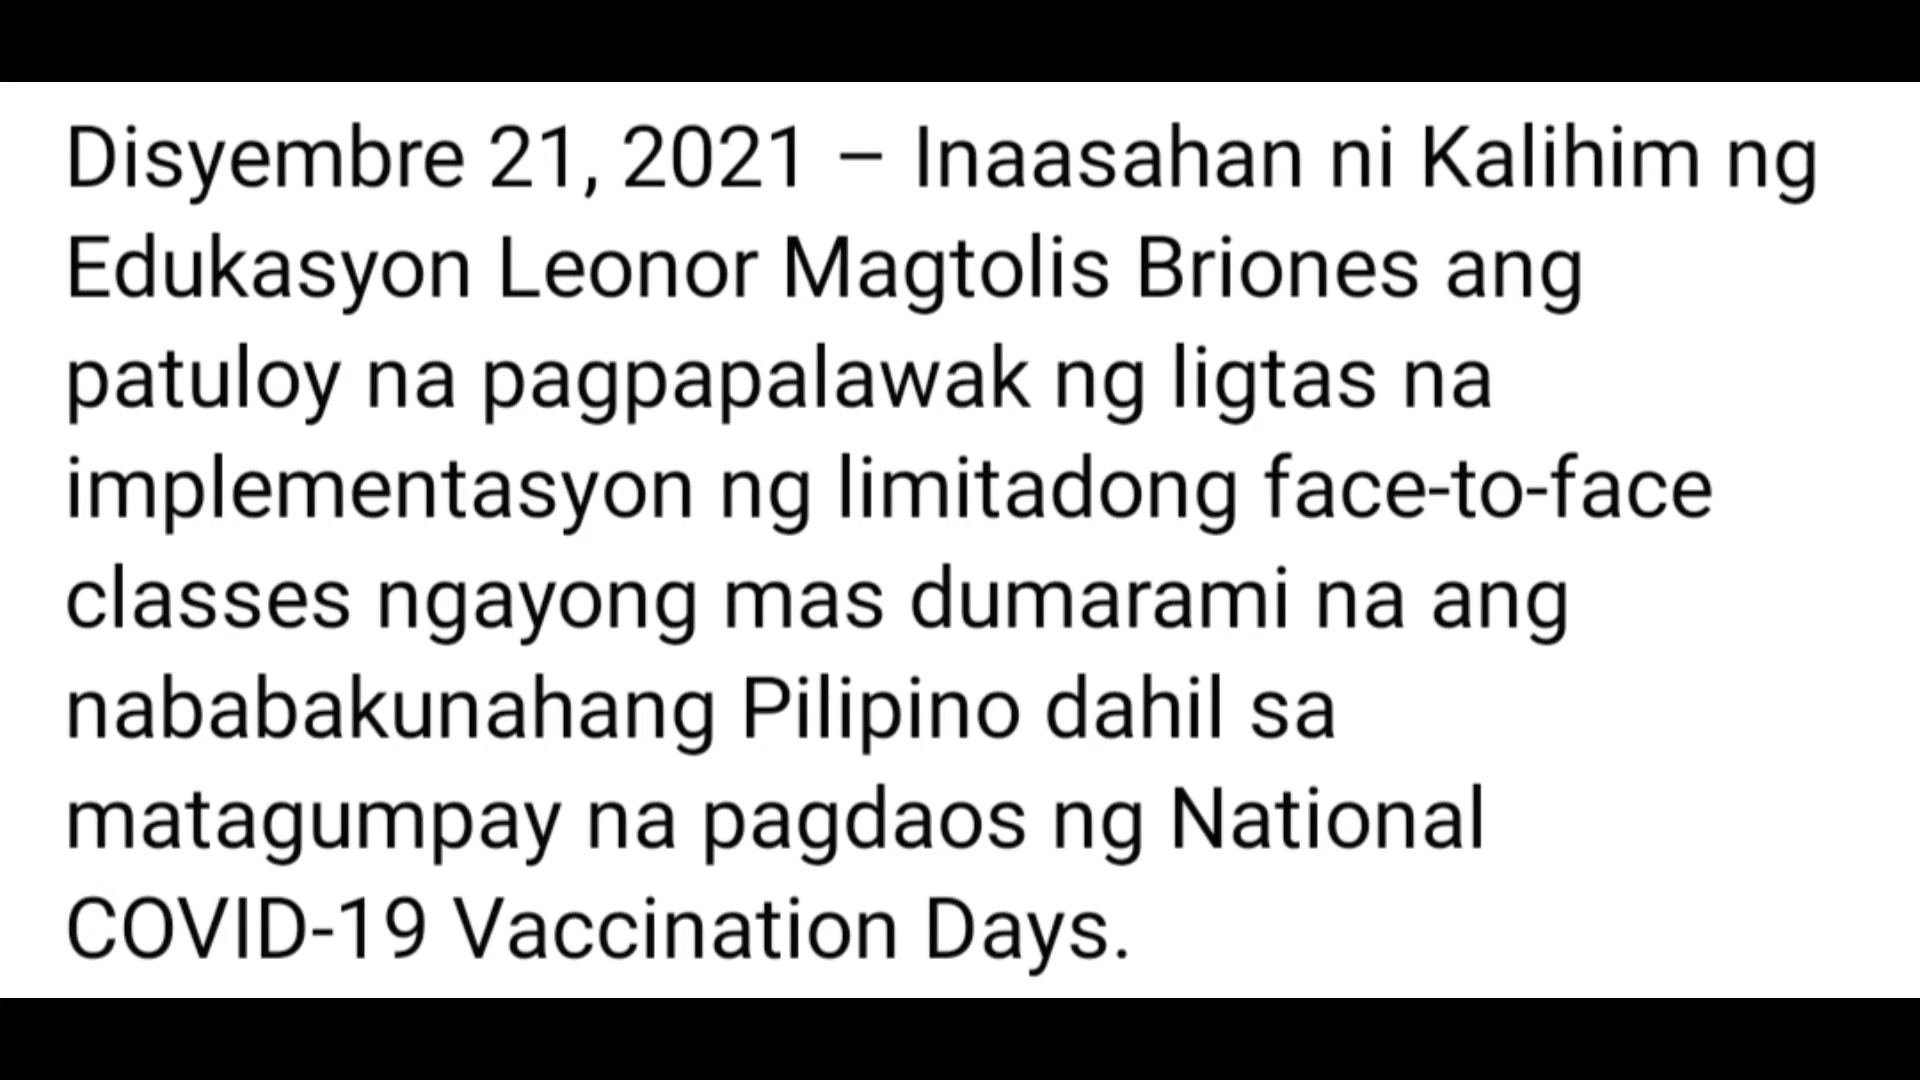 Disyembre 21, 2021 – Inaasahan ni Kalihim ng
Edukasyon Leonor Magtolis Briones ang
patuloy na pagpapalawak ng ligtas na
implementasyon ng limitadong face-to-face
classes ngayong mas dumarami na ang
nababakunahang Pilipino dahil sa
matagumpay na pagdaos ng National
COVID-19 Vaccination Days.